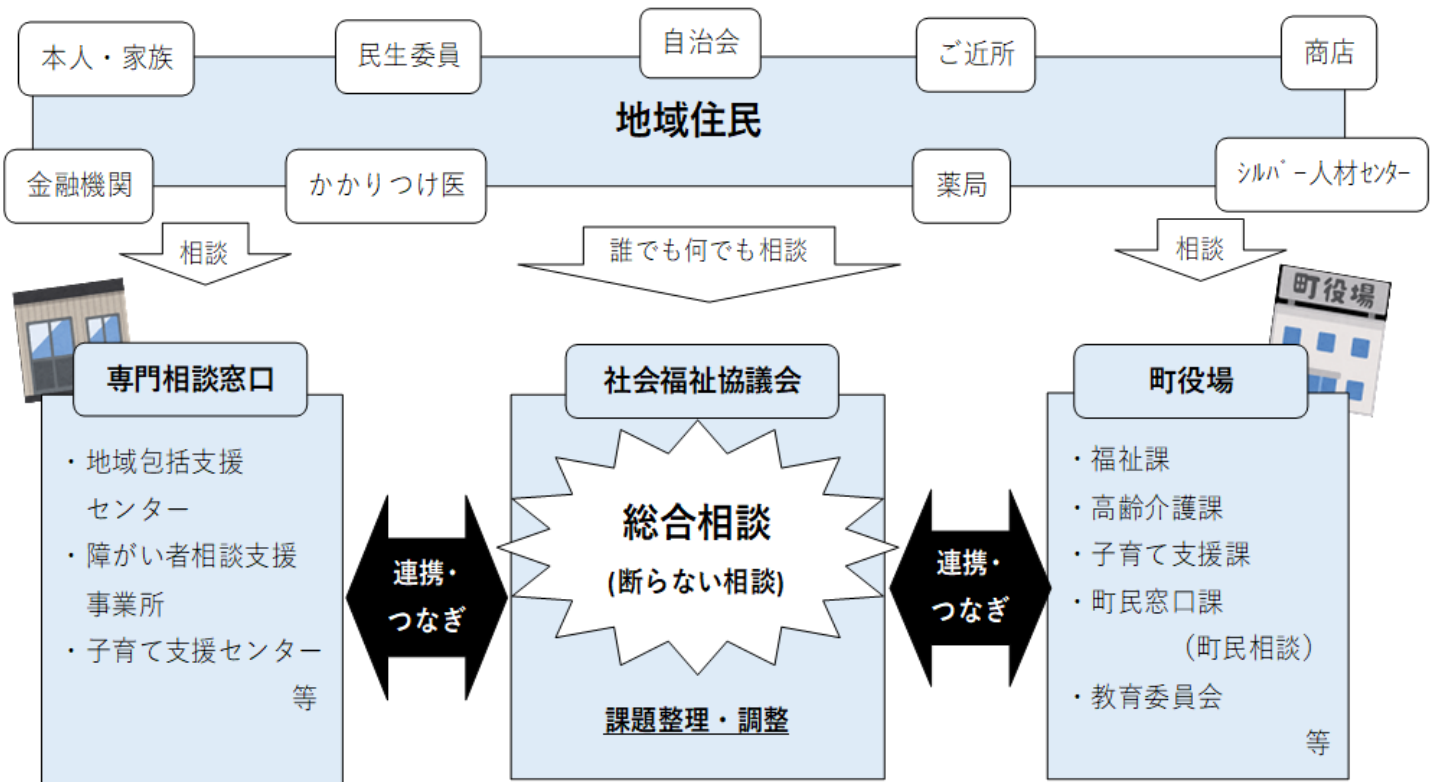 本人・家族
民生委員
自治会
ご近所
商店
地域住民
金融機関
かかりつけ医
薬局
ｼﾙﾊﾞｰ人材ｾﾝﾀｰ
相談
誰でも何でも相談
相談
町役場
専門相談窓口
・地域包括支援
センター
・障がい者相談支援
事業所
・子育て支援センター
等
連携・
つなぎ
社会福祉協議会
総合相談
(断らない相談)
課題整理・調整
連携・
つなぎ
町役場
・福祉課
・高齢介護課
・子育て支援課
・町民窓口課
（町民相談）
・教育委員会
等